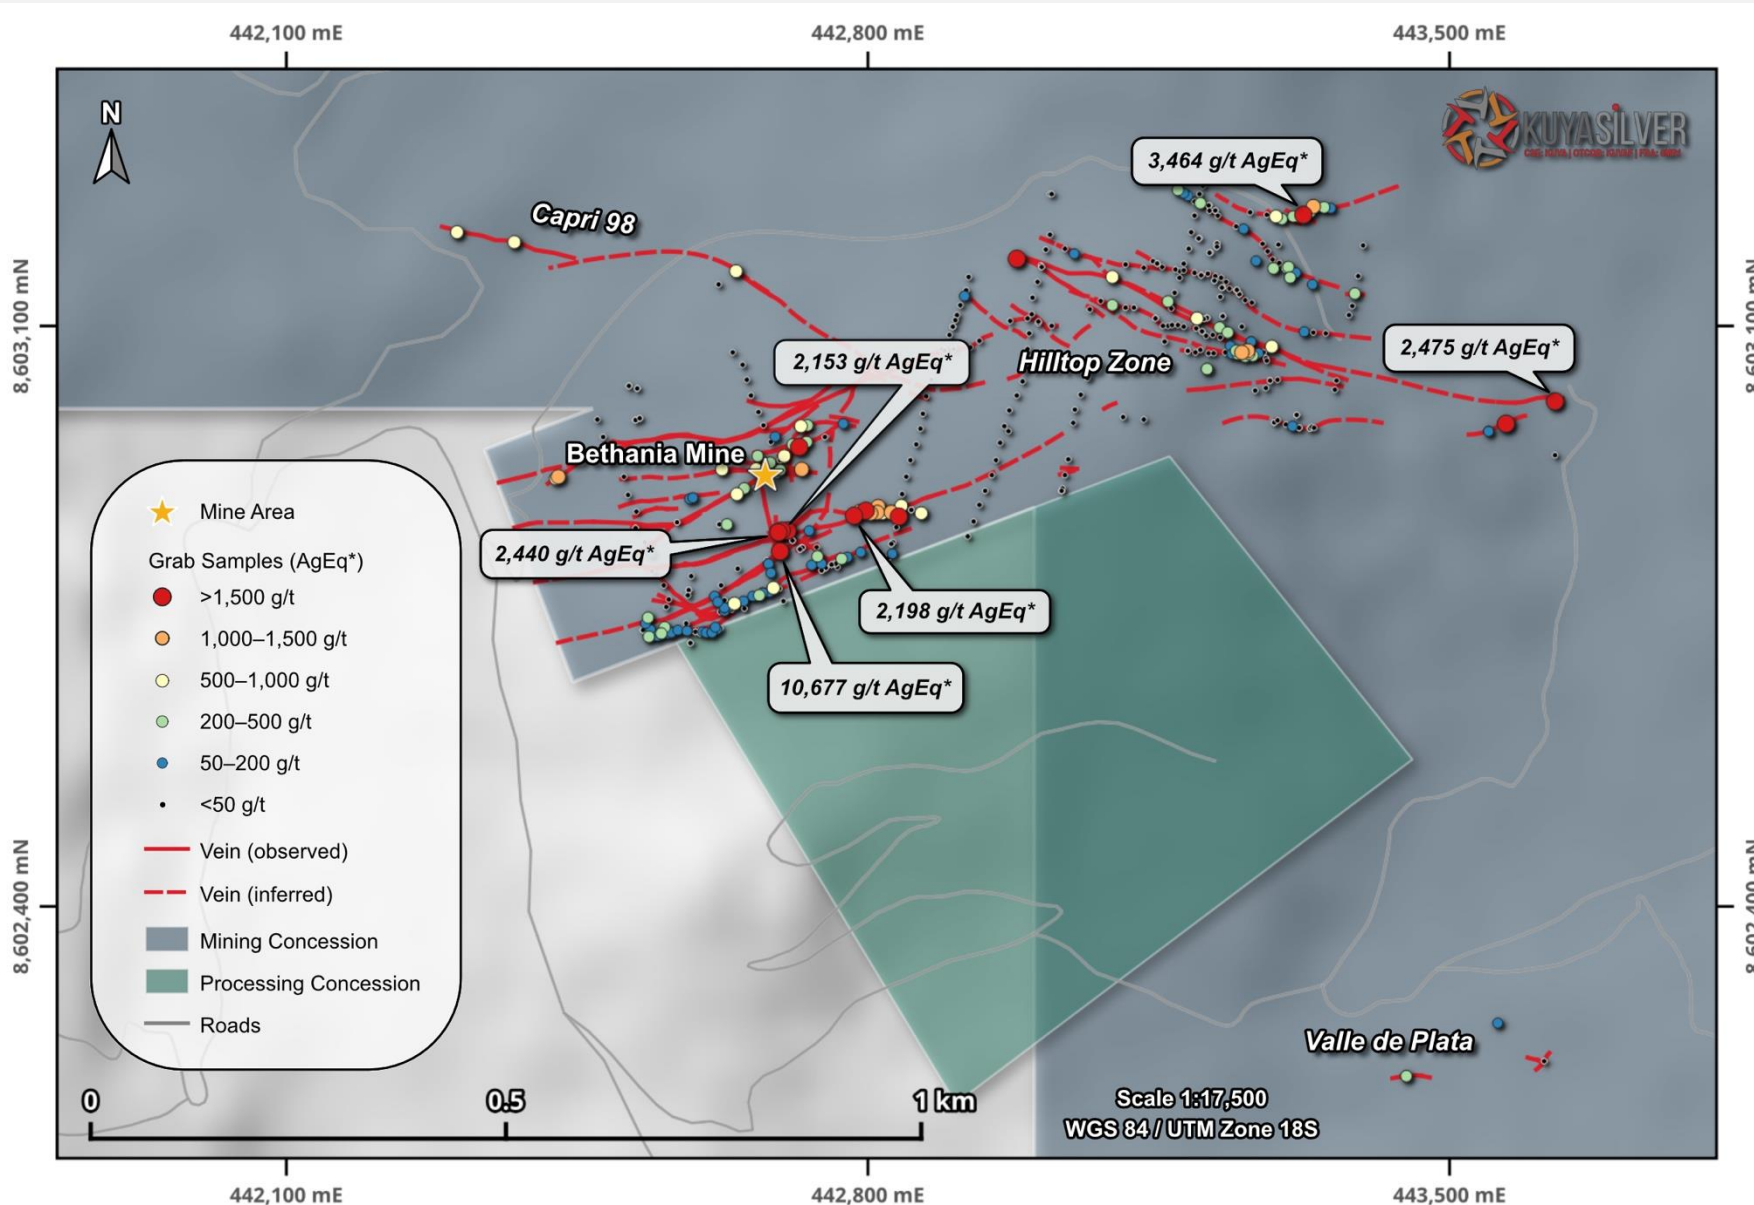 442,100 mE
442,800 mE
443,500 mE
N
KUYASILVER
3,464 g/t AgEq*
Capri 98
8,603,100 mN
2,153 g/t AgEq*
Hilltop Zone
2,475 g/t AgEq*
Bethania Mine
2,440 g/t AgEq*
2,198 g/t AgEq*
10,677 g/t AgEq*
Mine Area
Grab Samples (AgEq*)
>1,500 g/t
1,000–1,500 g/t
500–1,000 g/t
200–500 g/t
50–200 g/t
<50 g/t
Vein (observed)
Vein (inferred)
Mining Concession
Processing Concession
Roads
8,602,400 mN
Valle de Plata
0
0.5
1 km
Scale 1:17,500
WGS 84 / UTM Zone 18S
442,100 mE
442,800 mE
443,500 mE